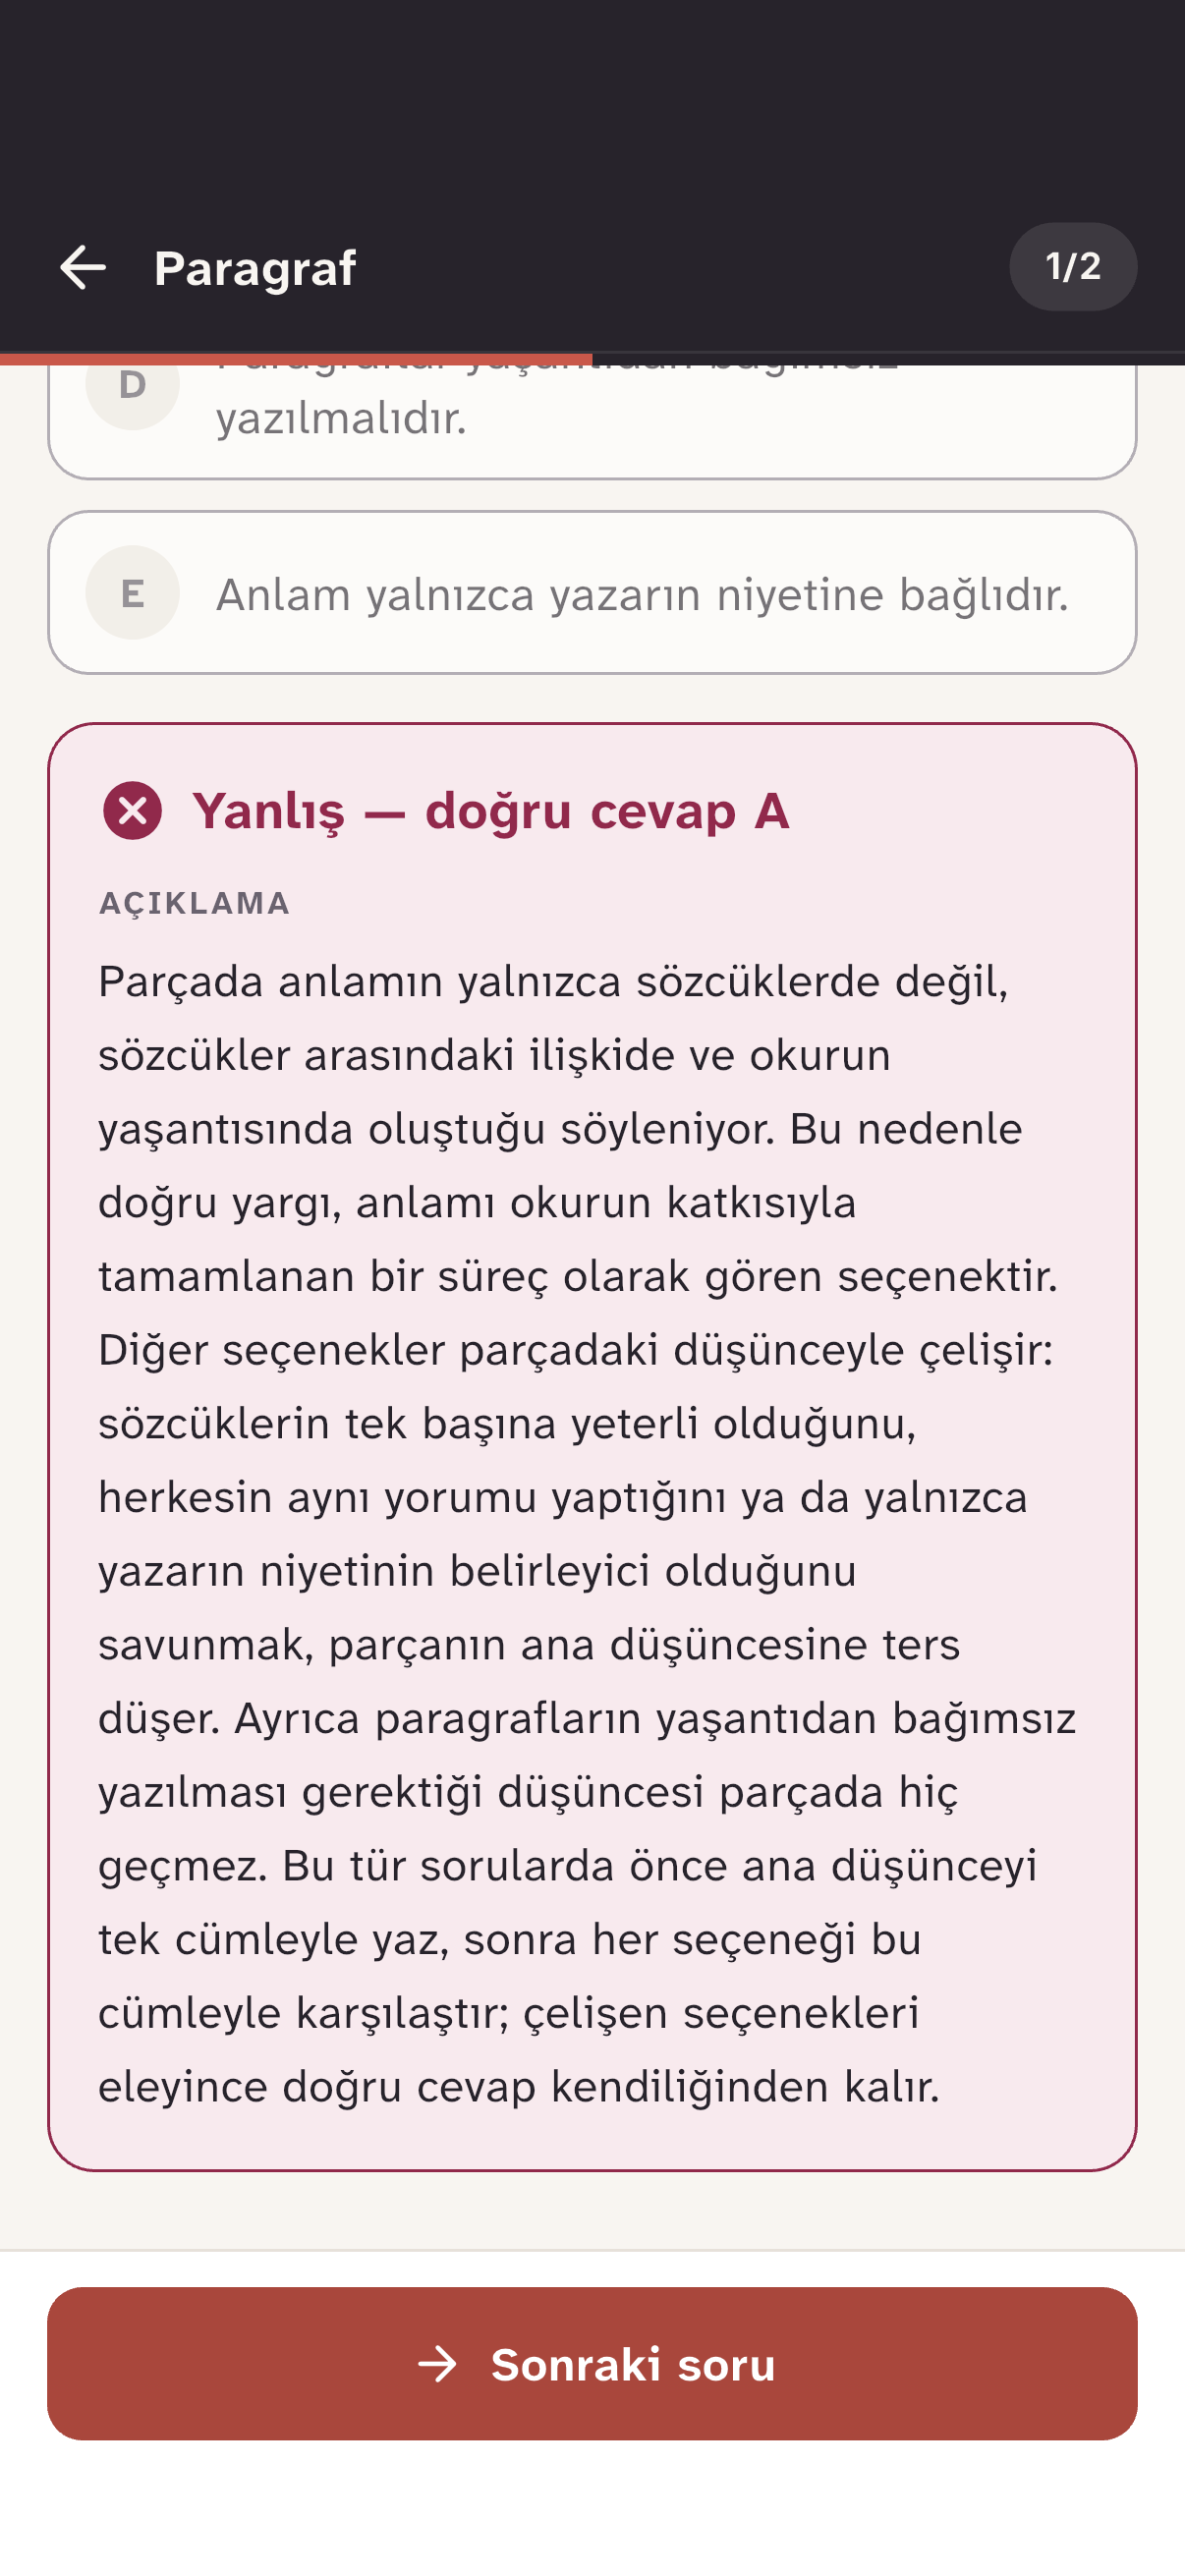 Paragraf
1/2
D
Paragraflar yaşantıdan bağımsız
yazılmalıdır.
E
Anlam yalnızca yazarın niyetine bağlıdır.
Yanlış — doğru cevap A
AÇIKLAMA
Parçada anlamın yalnızca sözcüklerde değil,
sözcükler arasındaki ilişkide ve okurun
yaşantısında oluştuğu söyleniyor. Bu nedenle
doğru yargı, anlamı okurun katkısıyla
tamamlanan bir süreç olarak gören seçenektir.
Diğer seçenekler parçadaki düşünceyle çelişir:
sözcüklerin tek başına yeterli olduğunu,
herkesin aynı yorumu yaptığını ya da yalnızca
yazarın niyetinin belirleyici olduğunu
savunmak, parçanın ana düşüncesine ters
düşer. Ayrıca paragrafların yaşantıdan bağımsız
yazılması gerektiği düşüncesi parçada hiç
geçmez. Bu tür sorularda önce ana düşünceyi
tek cümleyle yaz, sonra her seçeneği bu
cümleyle karşılaştır; çelişen seçenekleri
eleyince doğru cevap kendiliğinden kalır.
Sonraki soru